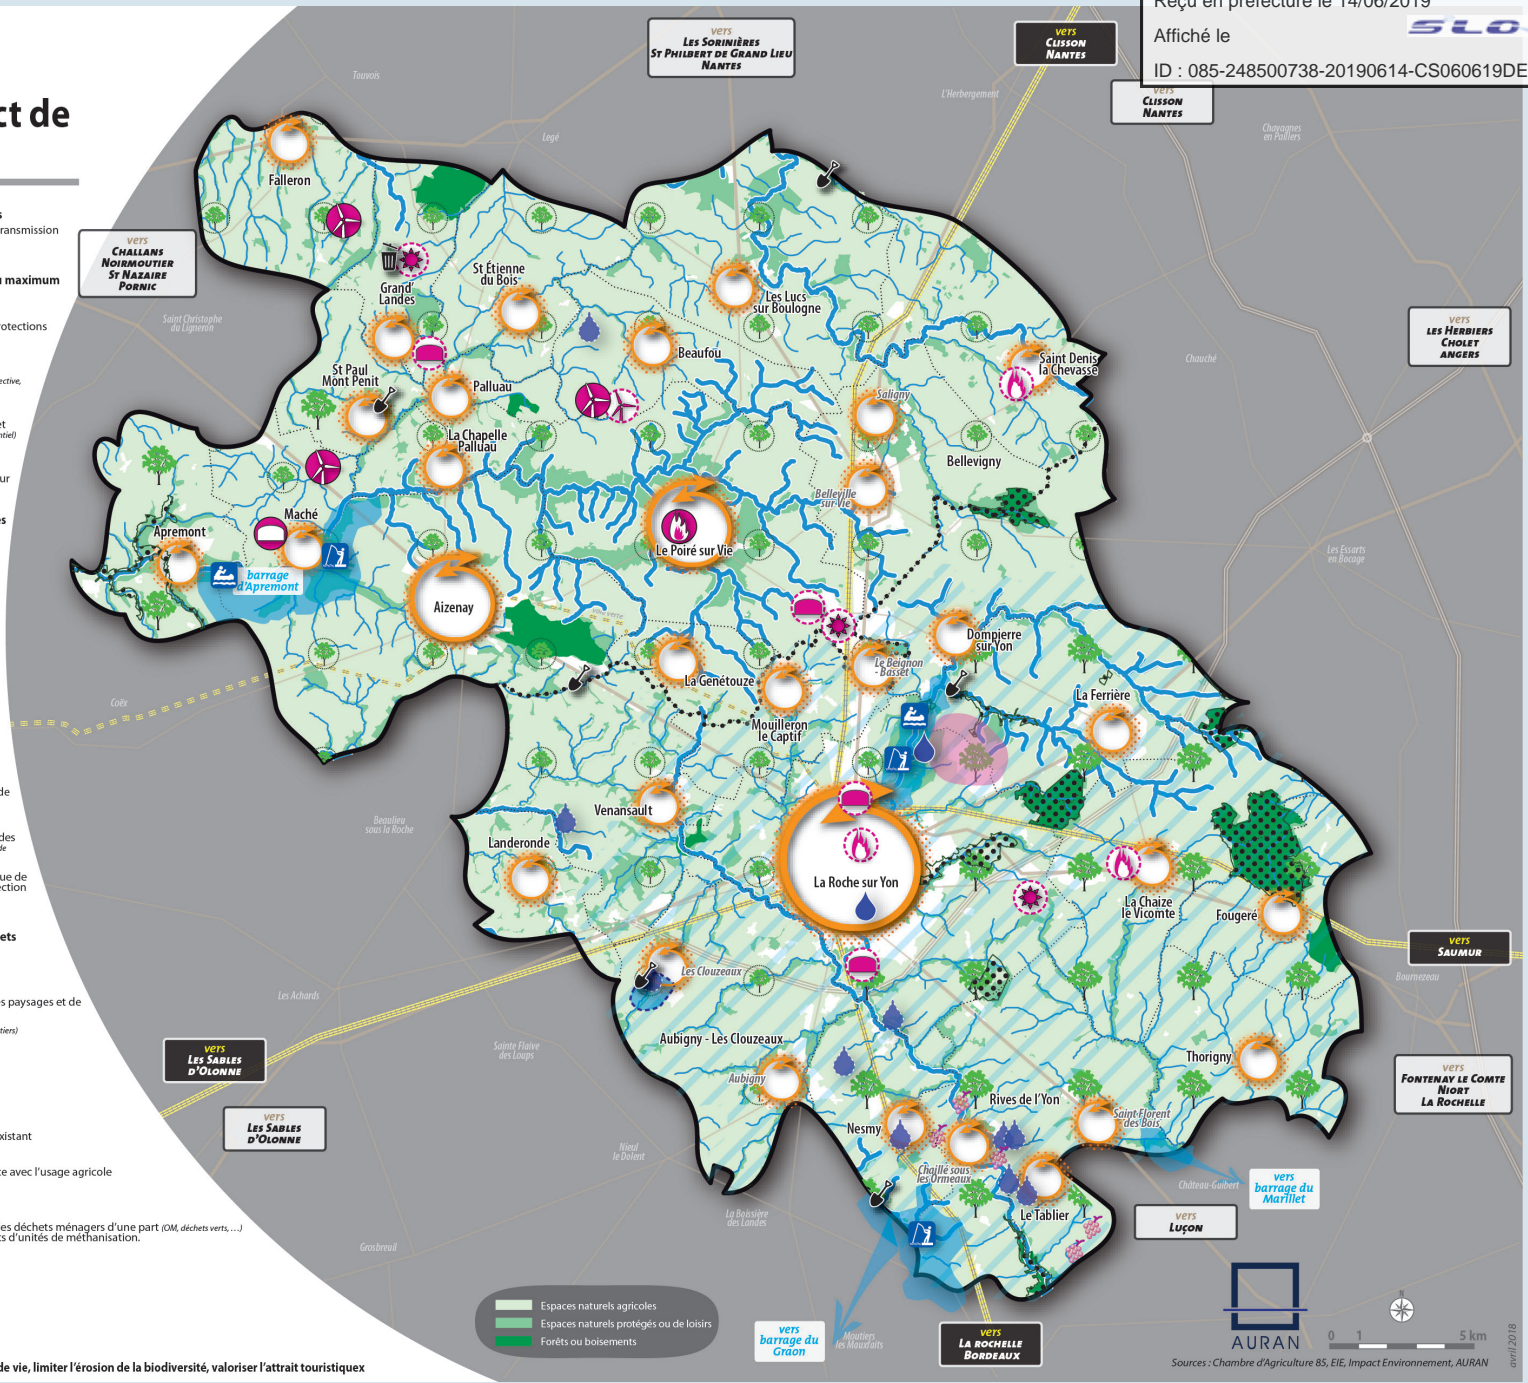 Reçu en préfecture le 14/06/2019
Affiché le
SLO
ID : 085-248500738-20190614-CS060619DE
ct de
s
ransmission
u maximum
rotections
ective,
et
ntiel)
ur
es
de
des
de
ue de
ection
ets
es paysages et de
tiers)
xistant
ce avec l'usage agricole
es déchets ménagers d'une part (OM, déchets verts, …)
ts d'unités de méthanisation.
de vie, limiter l'érosion de la biodiversité, valoriser l'attrait touristiquex
vers
Les Sorinières
St Philbert de Grand Lieu
Nantes
vers
Clisson
Nantes
vers
Clisson
Nantes
vers
Challans
Noirmoutier
St Nazaire
Pornic
vers
Les Herbiers
Cholet
Angers
vers
Saumur
vers
Fontenay le Comte
Niort
La Rochelle
vers
Les Sables
d'Olonne
vers
Les Sables
d'Olonne
vers
barrage du
Marillet
vers
Luçon
vers
barrage du
Graon
vers
La Rochelle
Bordeaux
Touvois
Legé
L'Herbergement
Chavagnes
en Paillers
Saint Christophe
du Ligneron
Chauché
Les Essarts
en Bocage
Coëx
Beaulieu
sous la Roche
Les Achards
Sainte Flaive
des Loups
Nieul
le Dolent
La Boissière
des Landes
Grosbreuil
Moutiers
les Mauxfaits
Château-Guibert
Bournezeau
Falleron
Grand'
Landes
St Étienne
du Bois
Les Lucs
sur Boulogne
Beaufou
Saint Denis
la Chevasse
St Paul
Mont Penit
Palluau
Saligny
La Chapelle
Palluau
Bellevigny
Belleville
sur Vie
Maché
Apremont
barrage
d'Apremont
Le Poiré sur Vie
Aizenay
Voie verte
Dompierre
sur Yon
Le Beignon
- Basset
La Genétouze
La Ferrière
Mouilleron
le Captif
Venansault
Landeronde
La Roche sur Yon
La Chaize
le Vicomte
Fougeré
Les Clouzeaux
Aubigny - Les Clouzeaux
Aubigny
Thorigny
Rives de l'Yon
Nesmy
Saint Florent
des Bois
Chaillé sous
les Ormeaux
Le Tablier
Espaces naturels agricoles
Espaces naturels protégés ou de loisirs
Forêts ou boisements
AURAN
N
0 1 5 km
Sources : Chambre d'Agriculture 85, EIE, Impact Environnement, AURAN
avril 2018